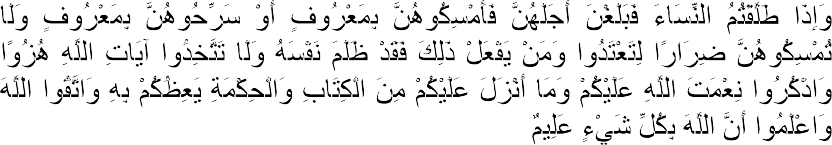 وَإِذَا طَلَّقْتُمُ النِّسَاءَ فَبَلَغْنَ أَجَلَهُنَّ فَأَمْسِكُوهُنَّ بِمَعْرُوفٍ أَوْ سَرِّحُوهُنَّ بِمَعْرُوفٍ وَلَا
تُمْسِكُوهُنَّ ضِرَارًا لِتَعْتَدُوا وَمَنْ يَفْعَلْ ذَلِكَ فَقَدْ ظَلَمَ نَفْسَهُ وَلَا تَتَّخِذُوا آيَاتِ اللَّهِ هُزُوًا
وَاذْكُرُوا نِعْمَتَ اللَّهِ عَلَيْكُمْ وَمَا أَنْزَلَ عَلَيْكُمْ مِنَ الْكِتَابِ وَالْحِكْمَةِ يَعِظُكُمْ بِهِ وَاتَّقُوا اللَّهَ
وَاعْلَمُوا أَنَّ اللَّهَ بِكُلِّ شَيْءٍ عَلِيمٌ